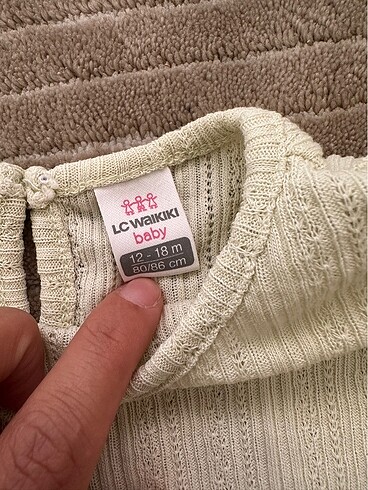 LC WAIKIKI
baby
12 - 18 m
80/86 cm